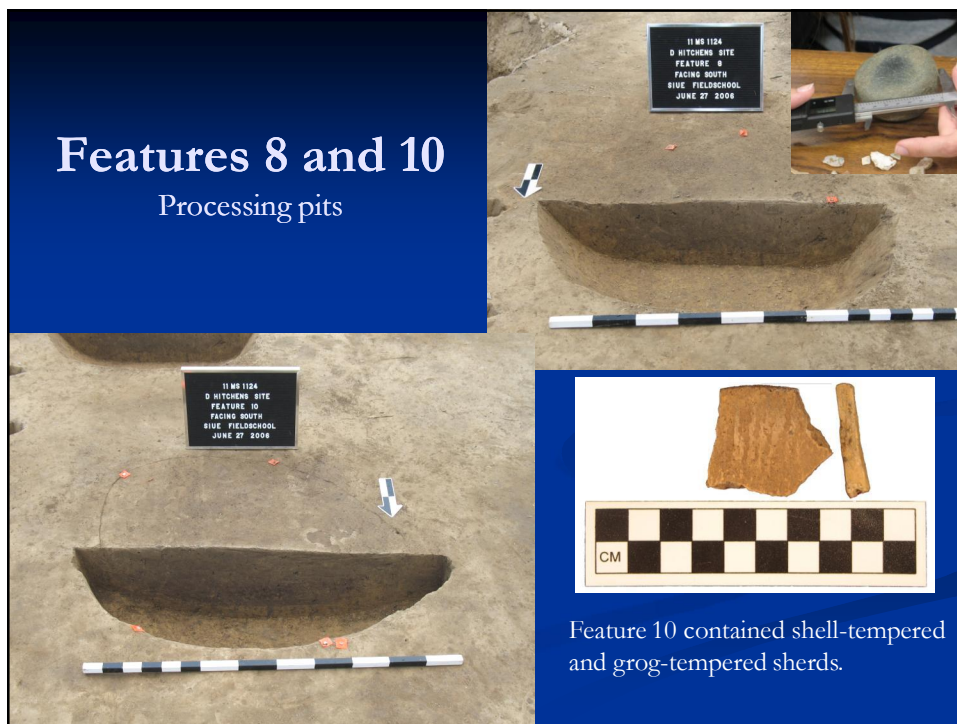 Features 8 and 10
Processing pits
11 MS 1124
D HITCHENS SITE
FEATURE 8
FACING SOUTH
SIUE FIELDSCHOOL
JUNE 27 2006
11 MS 1124
D HITCHENS SITE
FEATURE 10
FACING SOUTH
SIUE FIELDSCHOOL
JUNE 27 2006
CM
Feature 10 contained shell-tempered
and grog-tempered sherds.